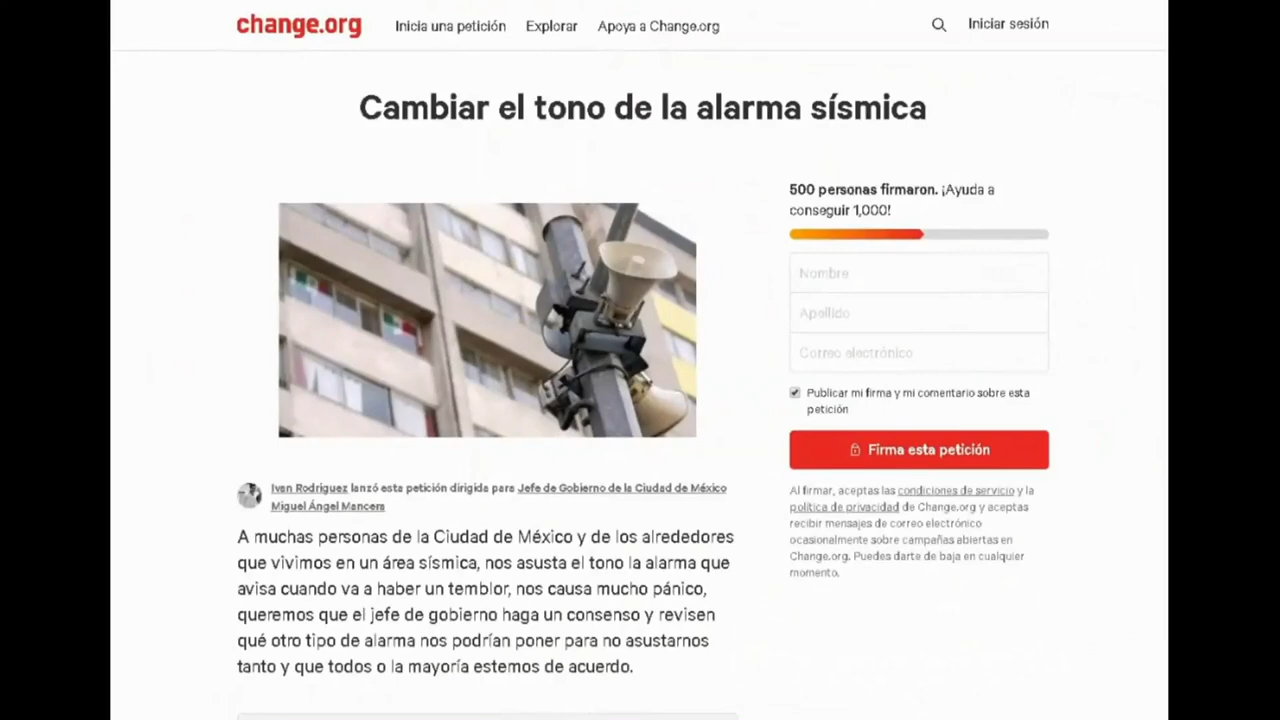 change.org
Inicia una petición
Explorar
Apoya a Change.org
Iniciar sesión
Cambiar el tono de la alarma sísmica
500 personas firmaron. ¡Ayuda a
conseguir 1,000!
Nombre
Apellido
Correo electrónico
Publicar mi firma y mi comentario sobre esta
petición
Firma esta petición
Al firmar, aceptas las condiciones de servicio y la
política de privacidad de Change.org y aceptas
recibir mensajes de correo electrónico
ocasionalmente sobre campañas abiertas en
Change.org. Puedes darte de baja en cualquier
momento.
Ivan Rodriguez lanzó esta petición dirigida para Jefe de Gobierno de la Ciudad de México
Miguel Ángel Mancera
A muchas personas de la Ciudad de México y de los alrededores
que vivimos en un área sísmica, nos asusta el tono la alarma que
avisa cuando va a haber un temblor, nos causa mucho pánico,
queremos que el jefe de gobierno haga un consenso y revisen
qué otro tipo de alarma nos podrían poner para no asustarnos
tanto y que todos o la mayoría estemos de acuerdo.